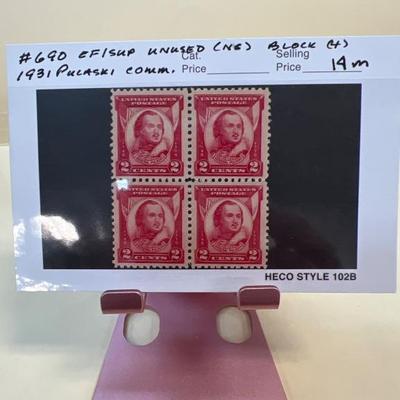 #690 EF/SUP UNUSED (NG) BLOCK (4)
1931 PULASKI COMM.
Cat.
Price
Selling
Price 14m
UNITED STATES
POSTAGE
2 CENTS 2
UNITED STATES
POSTAGE
2 CENTS 2
UNITED STATES
POSTAGE
2 CENTS 2
UNITED STATES
POSTAGE
2 CENTS 2
HECO STYLE 102B